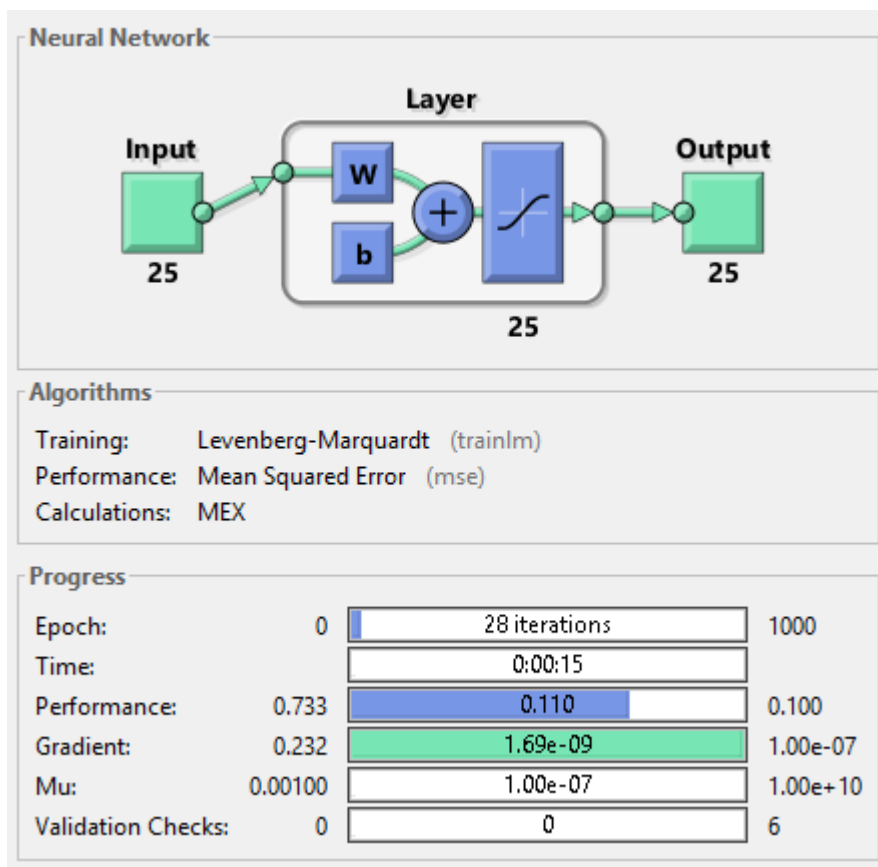 Neural Network
Layer
Input
Output
W
b
25
25
25
Algorithms
Training: Levenberg-Marquardt (trainlm)
Performance: Mean Squared Error (mse)
Calculations: MEX
Progress
Epoch: 0 28 iterations 1000
Time: 0:00:15
Performance: 0.733 0.110 0.100
Gradient: 0.232 1.69e-09 1.00e-07
Mu: 0.00100 1.00e-07 1.00e+10
Validation Checks: 0 0 6